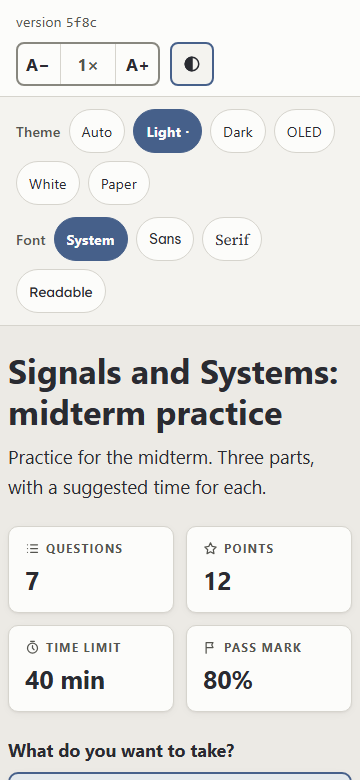 version 5f8c
A− 1× A+
Theme Auto Light · Dark OLED
White Paper
Font System Sans Serif
Readable
Signals and Systems:
midterm practice
Practice for the midterm. Three parts,
with a suggested time for each.
QUESTIONS POINTS
7 12
TIME LIMIT PASS MARK
40 min 80%
What do you want to take?